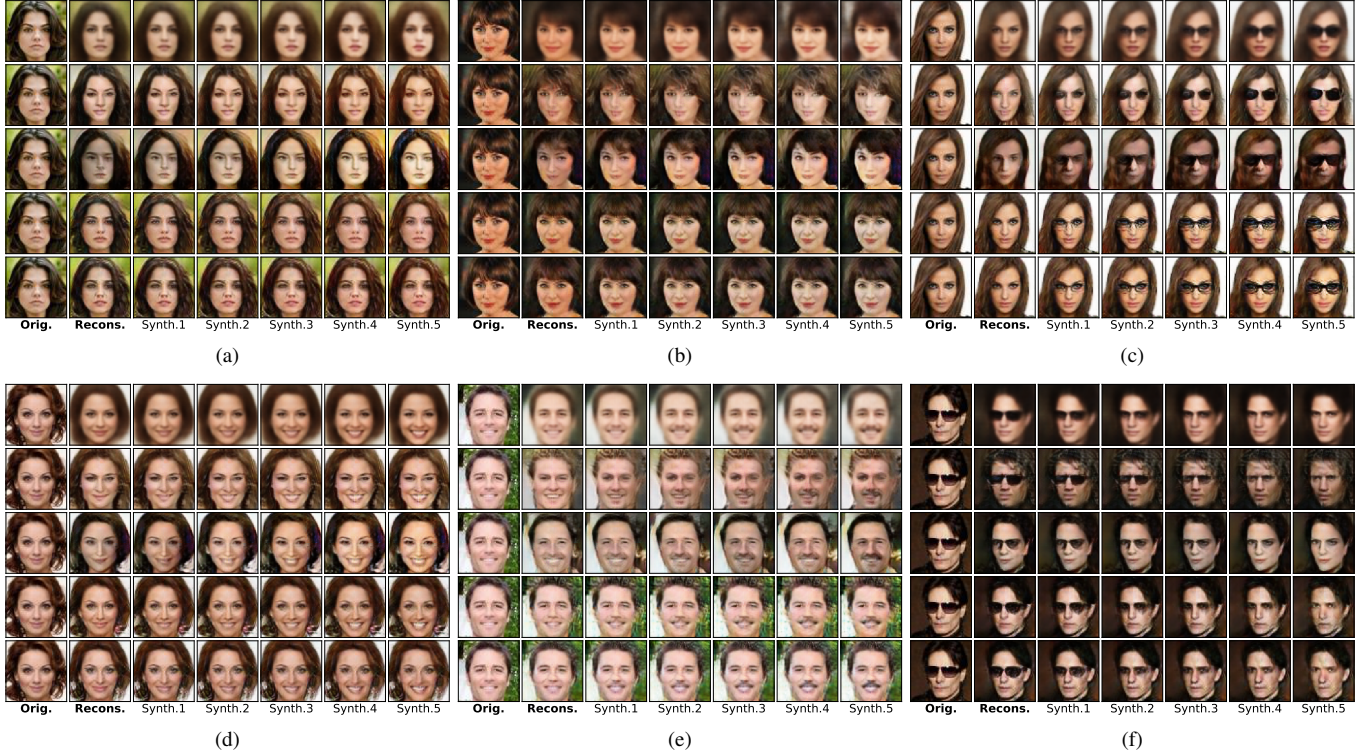 Orig. Recons. Synth.1 Synth.2 Synth.3 Synth.4 Synth.5
Orig. Recons. Synth.1 Synth.2 Synth.3 Synth.4 Synth.5
Orig. Recons. Synth.1 Synth.2 Synth.3 Synth.4 Synth.5
(a)
(b)
(c)
Orig. Recons. Synth.1 Synth.2 Synth.3 Synth.4 Synth.5
Orig. Recons. Synth.1 Synth.2 Synth.3 Synth.4 Synth.5
Orig. Recons. Synth.1 Synth.2 Synth.3 Synth.4 Synth.5
(d)
(e)
(f)